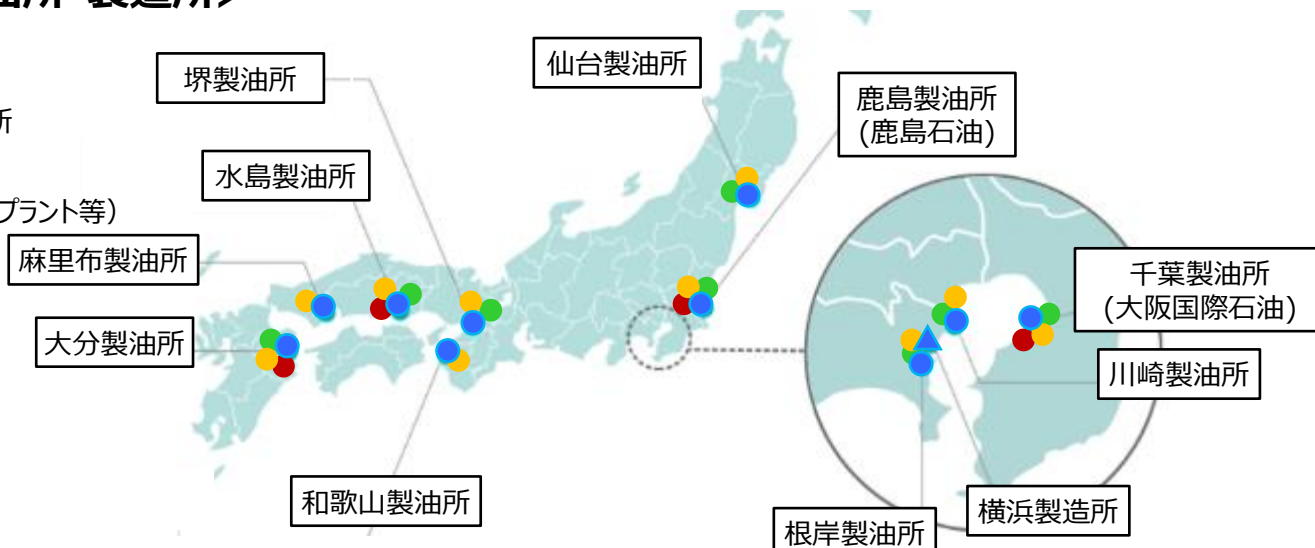 製造所>
所
プラント等）
堺製油所
仙台製油所
鹿島製油所
(鹿島石油)
水島製油所
麻里布製油所
大分製油所
千葉製油所
(大阪国際石油)
川崎製油所
和歌山製油所
横浜製造所
根岸製油所